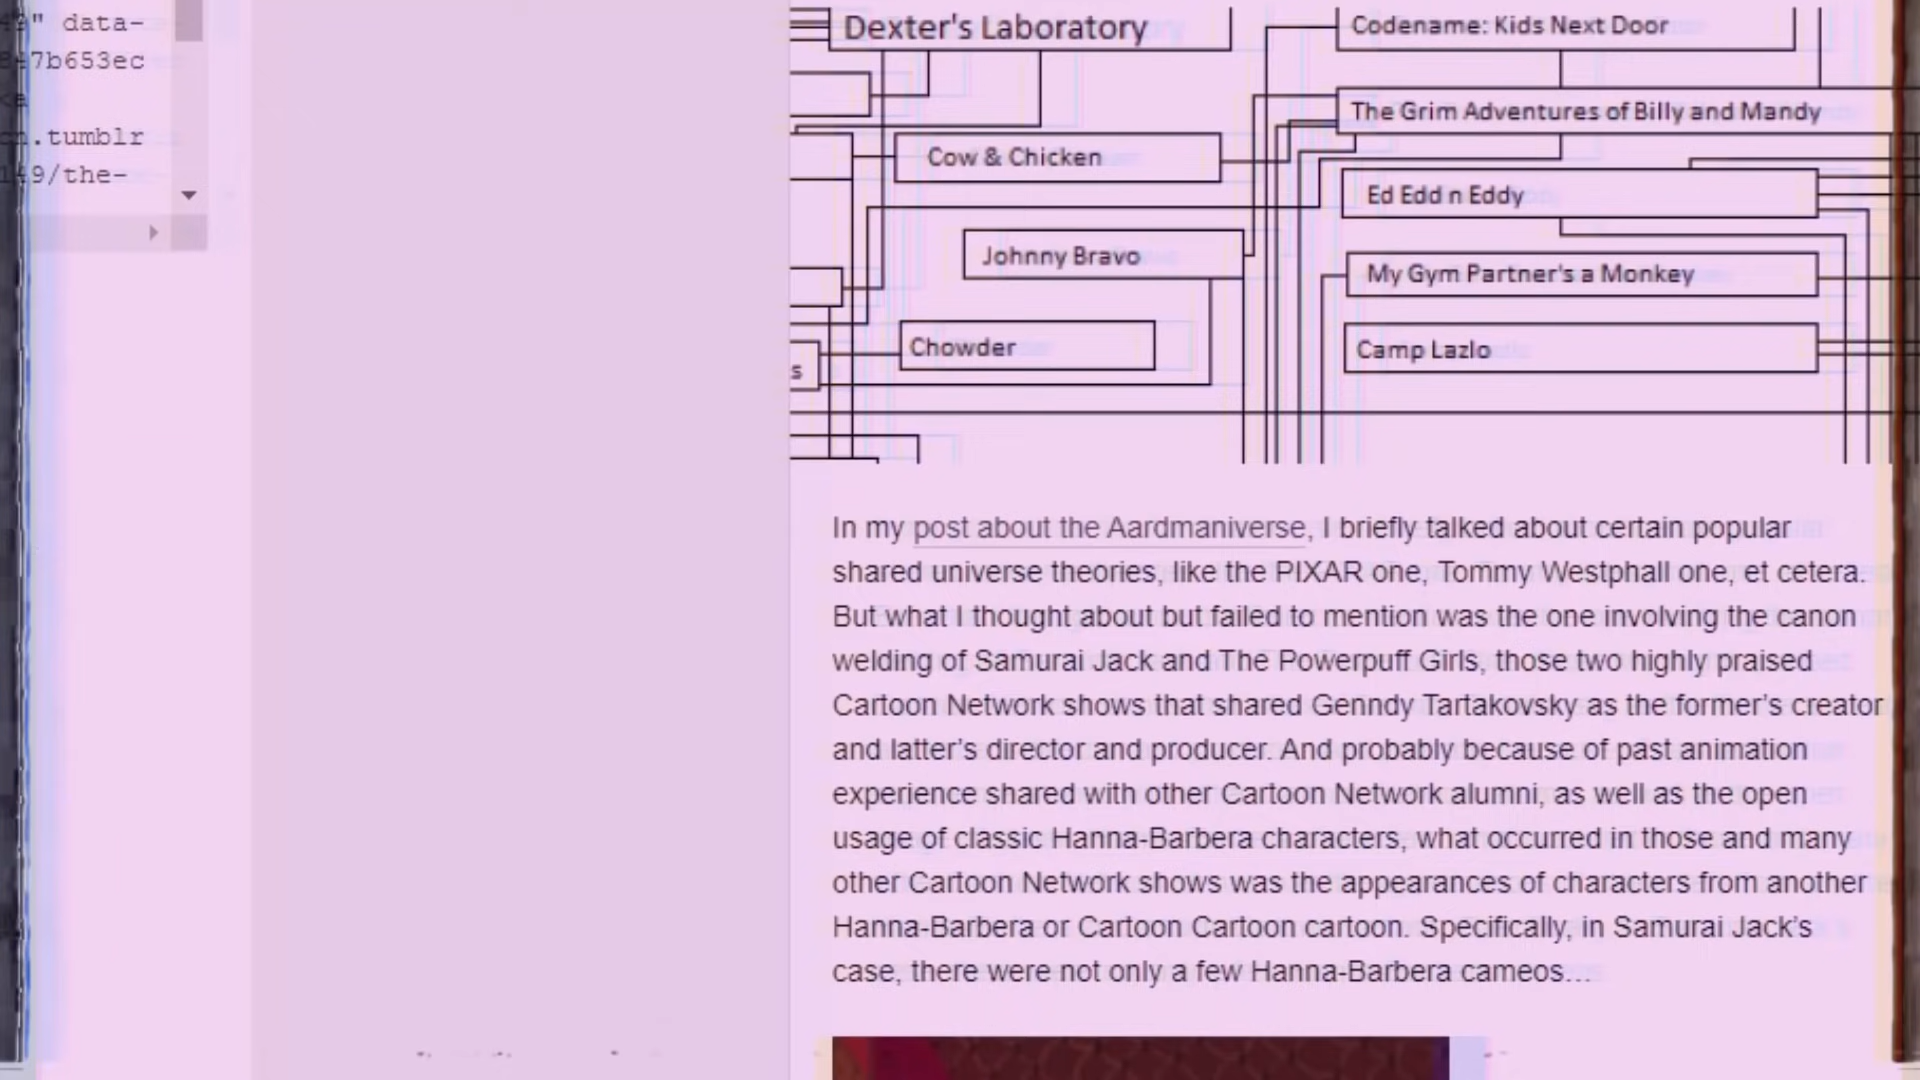 49" data-
847b653ec
<a
cn.tumblr
149/the-
Dexter's Laboratory
Codename: Kids Next Door
The Grim Adventures of Billy and Mandy
Cow & Chicken
Ed Edd n Eddy
Johnny Bravo
My Gym Partner's a Monkey
Chowder
Camp Lazlo
s
In my post about the Aardmaniverse, I briefly talked about certain popular
shared universe theories, like the PIXAR one, Tommy Westphall one, et cetera.
But what I thought about but failed to mention was the one involving the canon
welding of Samurai Jack and The Powerpuff Girls, those two highly praised
Cartoon Network shows that shared Genndy Tartakovsky as the former’s creator
and latter’s director and producer. And probably because of past animation
experience shared with other Cartoon Network alumni, as well as the open
usage of classic Hanna-Barbera characters, what occurred in those and many
other Cartoon Network shows was the appearances of characters from another
Hanna-Barbera or Cartoon Cartoon cartoon. Specifically, in Samurai Jack’s
case, there were not only a few Hanna-Barbera cameos…